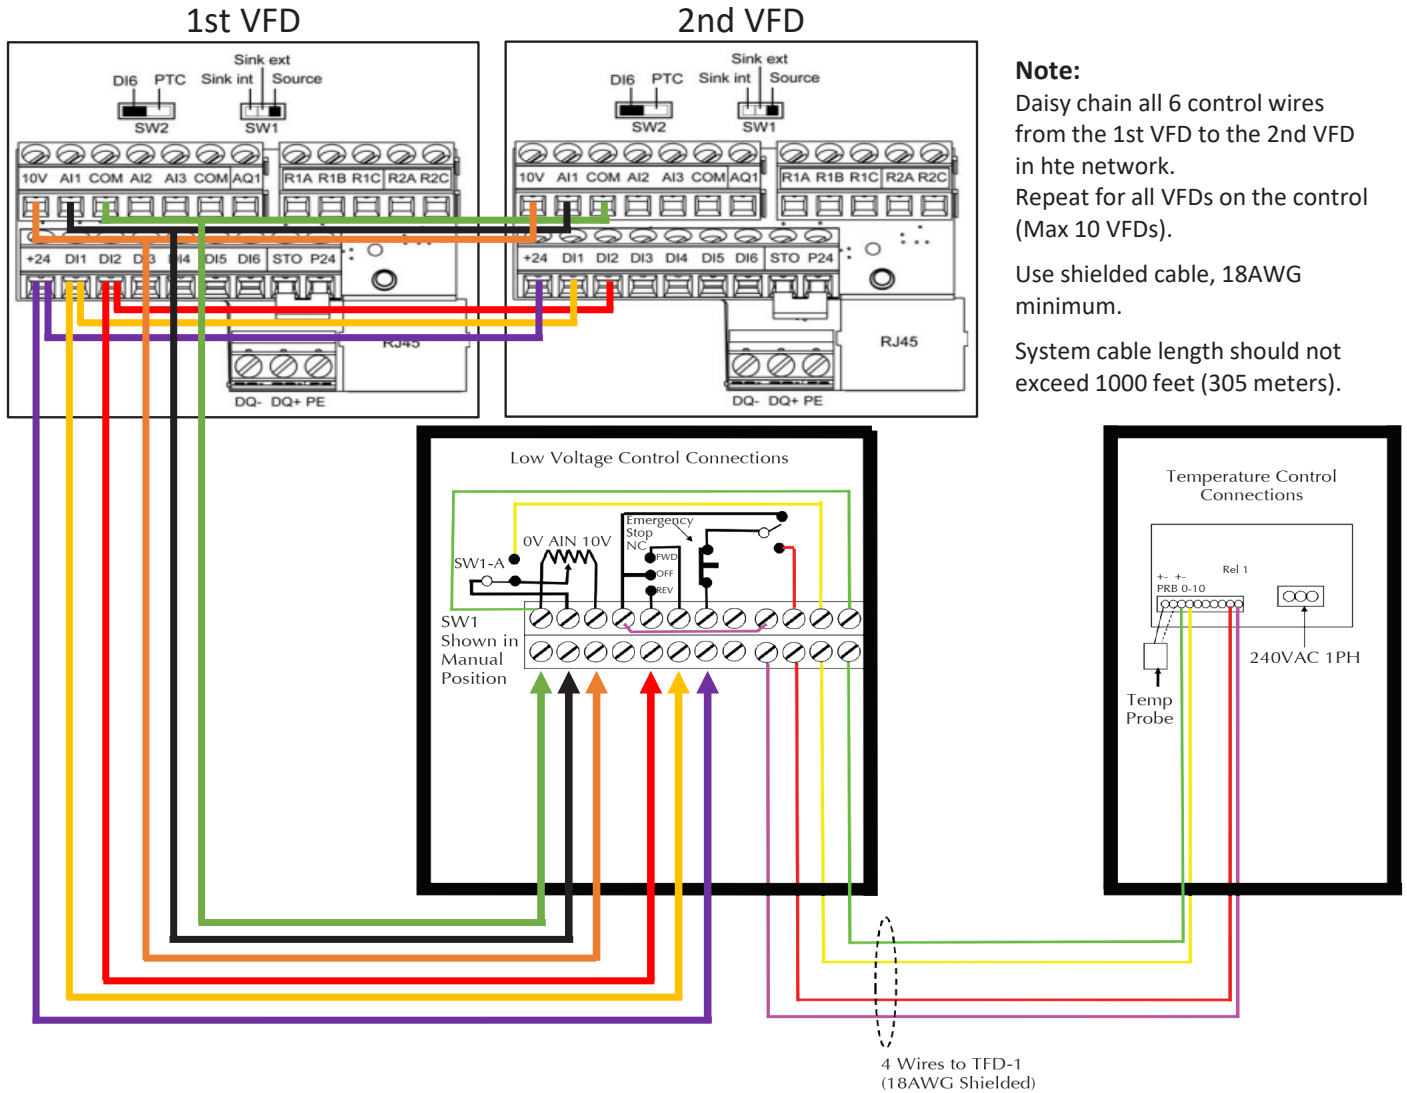 1st VFD
2nd VFD
Sink ext
DI6 PTC Sink int Source
SW2 SW1
10V AI1 COM AI2 AI3 COM AQ1 R1A R1B R1C R2A R2C
+24 DI1 DI2 DI3 DI4 DI5 DI6 STO P24
RJ45
DQ- DQ+ PE
Sink ext
DI6 PTC Sink int Source
SW2 SW1
10V AI1 COM AI2 AI3 COM AQ1 R1A R1B R1C R2A R2C
+24 DI1 DI2 DI3 DI4 DI5 DI6 STO P24
RJ45
DQ- DQ+ PE
Note:
Daisy chain all 6 control wires
from the 1st VFD to the 2nd VFD
in hte network.
Repeat for all VFDs on the control
(Max 10 VFDs).
Use shielded cable, 18AWG
minimum.
System cable length should not
exceed 1000 feet (305 meters).
Low Voltage Control Connections
Emergency
Stop
NC
0V AIN 10V
SW1-A
FWD
OFF
REV
SW1
Shown in
Manual
Position
Temperature Control
Connections
Rel 1
+- +-
PRB 0-10
240VAC 1PH
Temp
Probe
4 Wires to TFD-1
(18AWG Shielded)